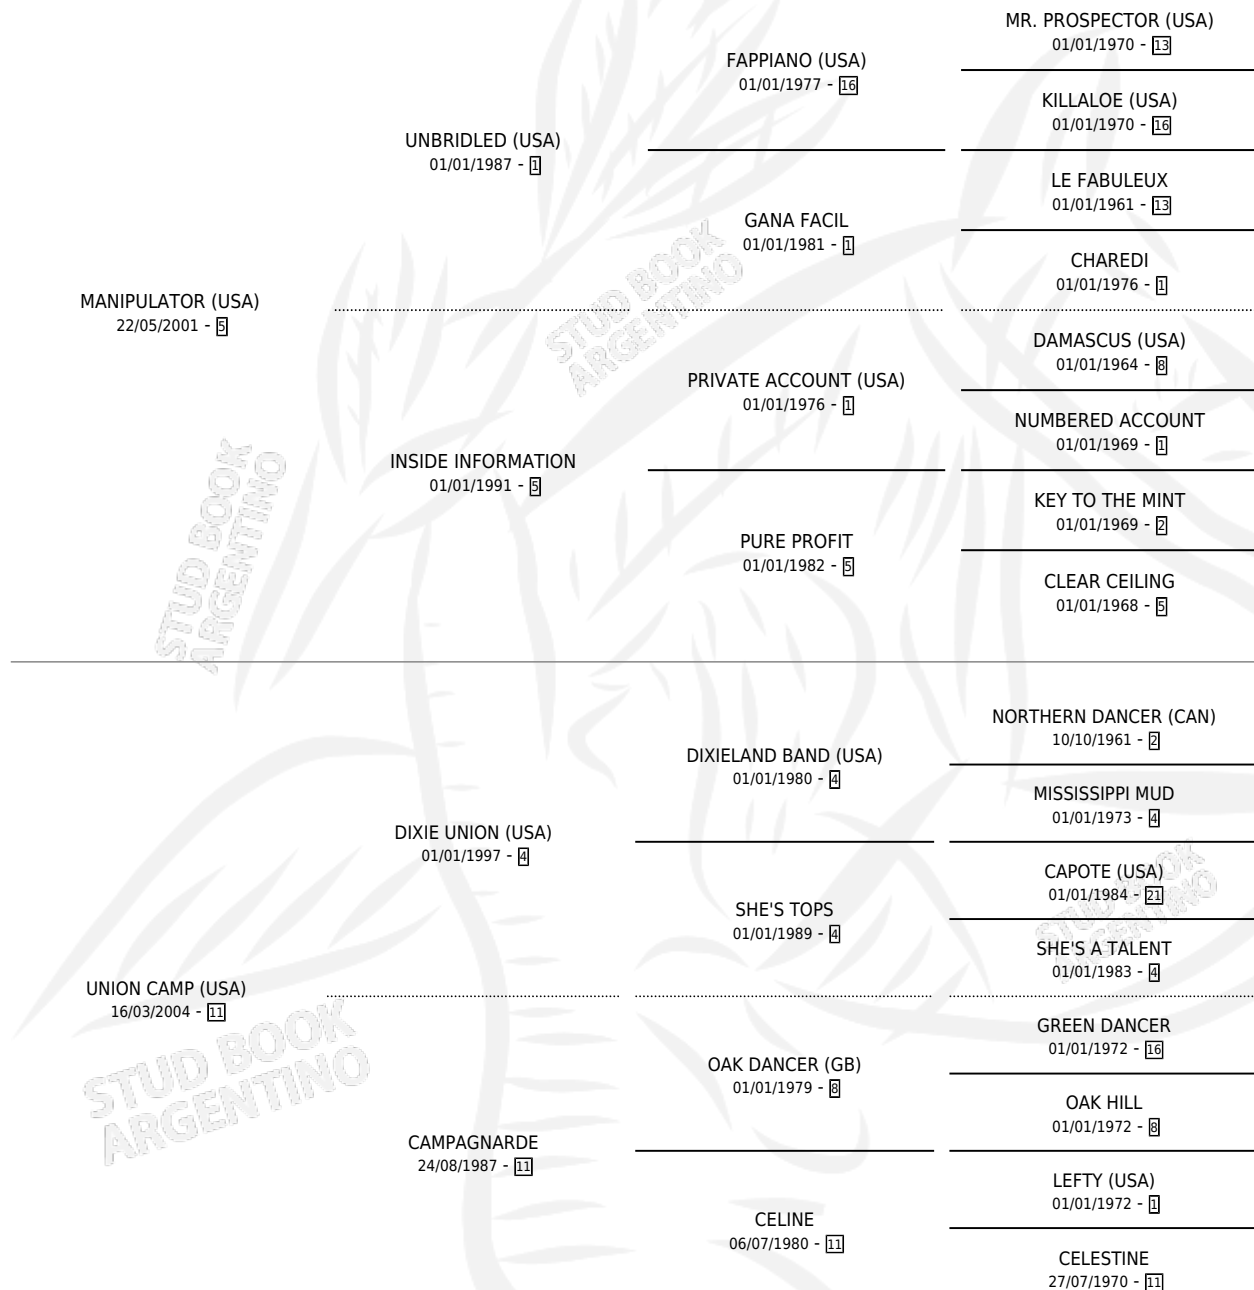 MR. PROSPECTOR (USA)
01/01/1970 - 13
FAPPIANO (USA)
01/01/1977 - 16
KILLALOE (USA)
01/01/1970 - 16
UNBRIDLED (USA)
01/01/1987 - 1
LE FABULEUX
01/01/1961 - 13
GANA FACIL
01/01/1981 - 1
CHAREDI
01/01/1976 - 1
MANIPULATOR (USA)
22/05/2001 - 5
DAMASCUS (USA)
01/01/1964 - 8
PRIVATE ACCOUNT (USA)
01/01/1976 - 1
NUMBERED ACCOUNT
01/01/1969 - 1
INSIDE INFORMATION
01/01/1991 - 5
KEY TO THE MINT
01/01/1969 - 2
PURE PROFIT
01/01/1982 - 5
CLEAR CEILING
01/01/1968 - 5
STUD BOOK
ARGENTINO
STUD BOOK
ARGENTINO
NORTHERN DANCER (CAN)
10/10/1961 - 2
DIXIELAND BAND (USA)
01/01/1980 - 4
MISSISSIPPI MUD
01/01/1973 - 4
DIXIE UNION (USA)
01/01/1997 - 4
CAPOTE (USA)
01/01/1984 - 21
SHE'S TOPS
01/01/1989 - 4
SHE'S A TALENT
01/01/1983 - 4
UNION CAMP (USA)
16/03/2004 - 11
GREEN DANCER
01/01/1972 - 16
OAK DANCER (GB)
01/01/1979 - 8
OAK HILL
01/01/1972 - 8
CAMPAGNARDE
24/08/1987 - 11
LEFTY (USA)
01/01/1972 - 1
CELINE
06/07/1980 - 11
CELESTINE
27/07/1970 - 11
STUD BOOK
ARGENTINO
STUD BOOK
ARGENTINO